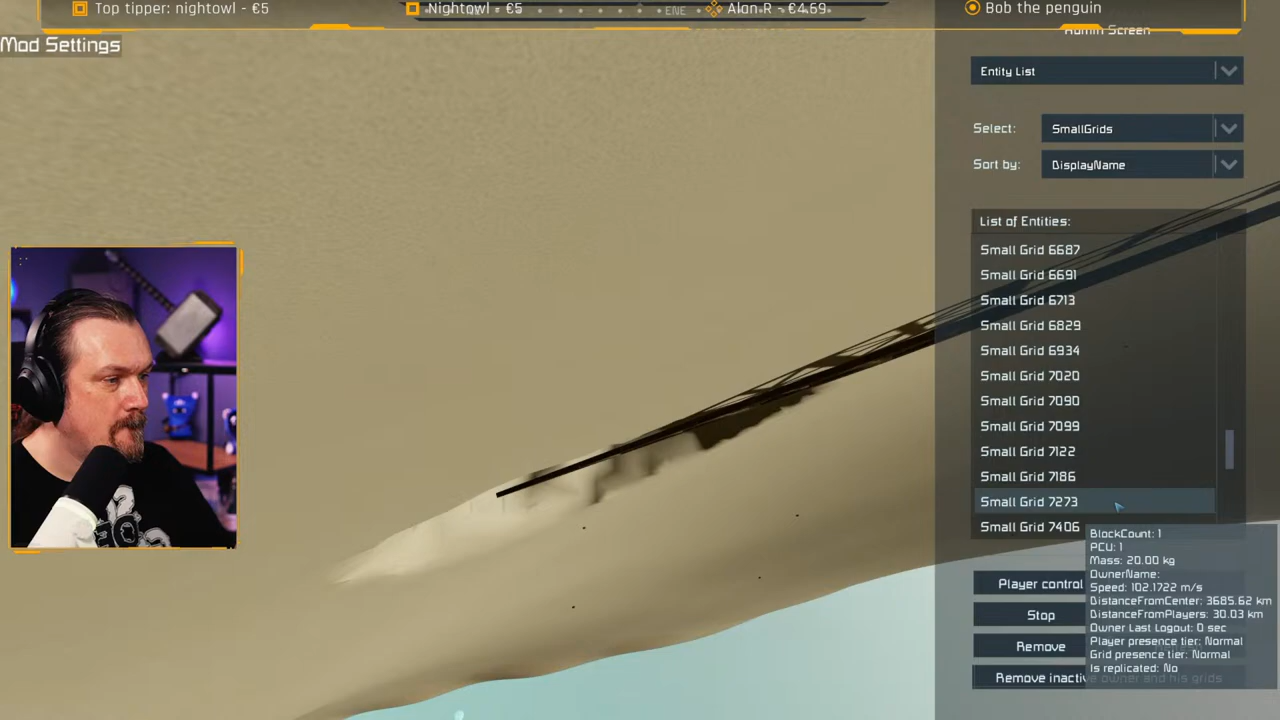 Top tipper: nightowl - €5
Nightowl - €5
ENE
Alan R - €4.59
Bob the penguin
Mod Settings
Admin Screen
Entity List
Select:
SmallGrids
Sort by:
DisplayName
List of Entities:
Small Grid 6687
Small Grid 6691
Small Grid 6713
Small Grid 6829
Small Grid 6934
Small Grid 7020
Small Grid 7090
Small Grid 7099
Small Grid 7122
Small Grid 7186
Small Grid 7273
Small Grid 7406
BlockCount: 1
PCU: 1
Mass: 20.00 kg
OwnerName:
Speed: 102.1722 m/s
DistanceFromCenter: 3685.62 km
DistanceFromPlayers: 30.03 km
Owner Last Logout: 0 sec
Player presence tier: Normal
Grid presence tier: Normal
Is replicated: No
Player control
Stop
Remove
Remove inactive owner and his grids